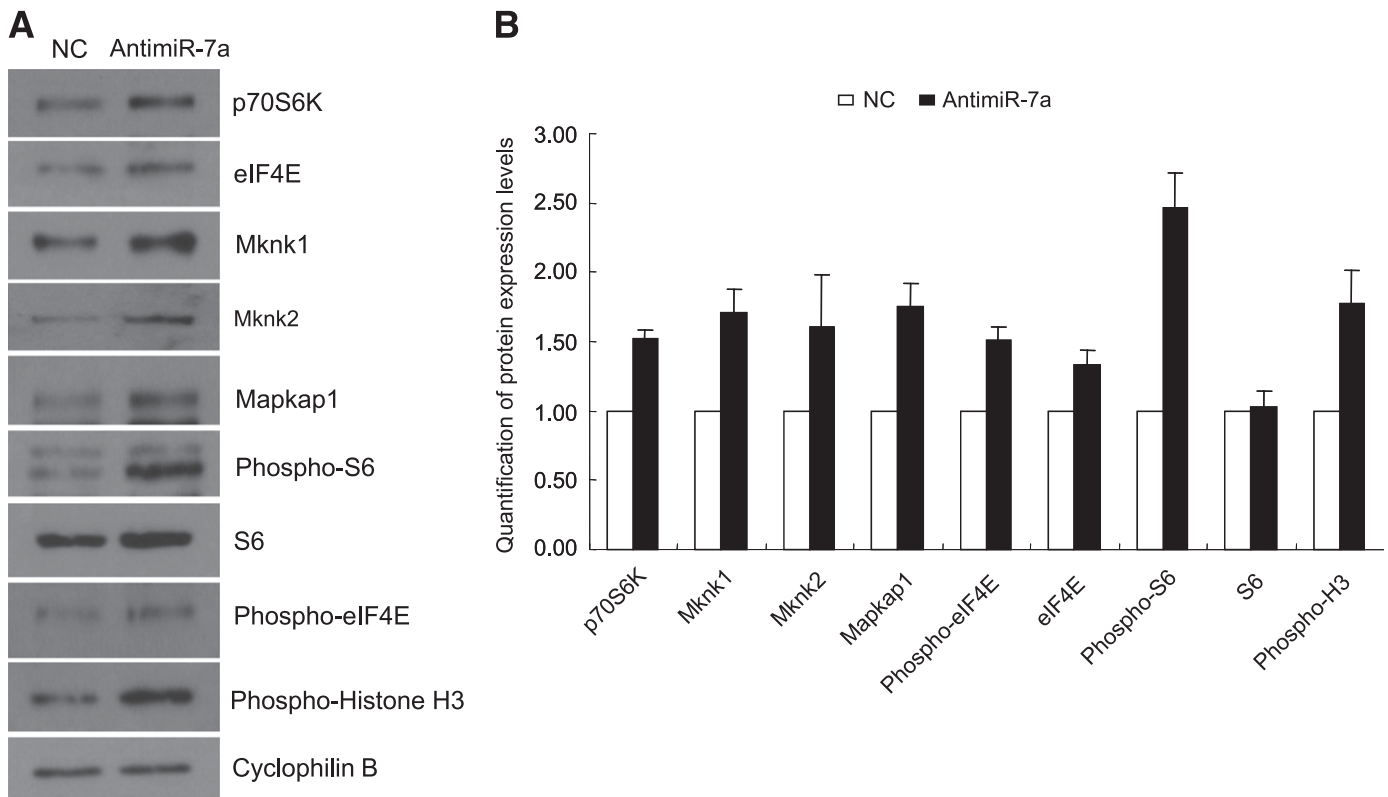 A
NC AntimiR-7a
p70S6K
eIF4E
Mknk1
Mknk2
Mapkap1
Phospho-S6
S6
Phospho-eIF4E
Phospho-Histone H3
Cyclophilin B
B
NC AntimiR-7a
Quantification of protein expression levels
3.00
2.50
2.00
1.50
1.00
0.50
0.00
p70S6K
Mknk1
Mknk2
Mapkap1
Phospho-eIF4E
eIF4E
Phospho-S6
S6
Phospho-H3